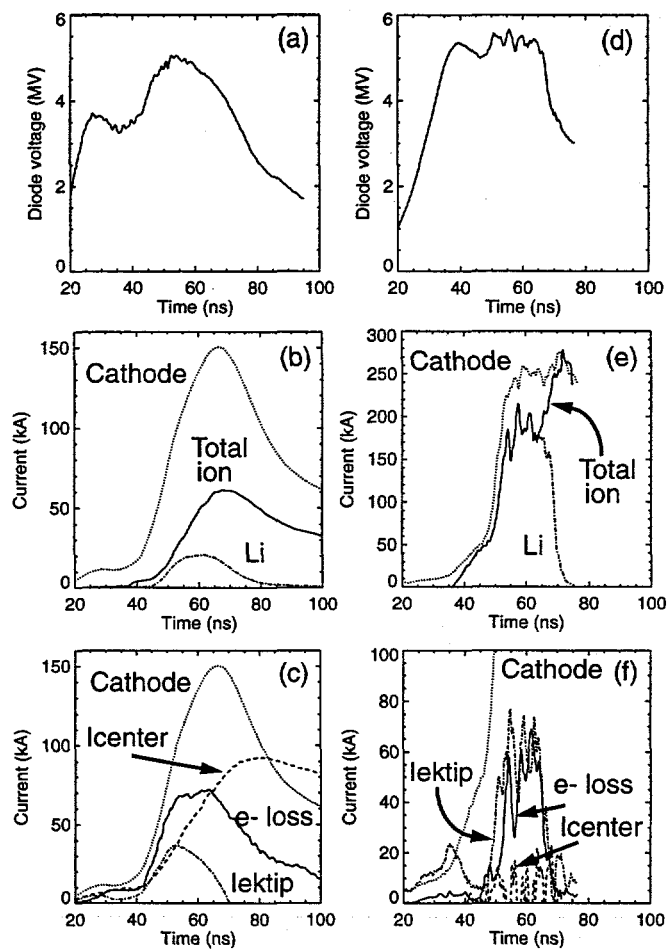 (a)
Diode voltage (MV)
6
4
2
0
20 40 60 80 100
Time (ns)
(d)
Diode voltage (MV)
6
4
2
0
20 40 60 80 100
Time (ns)
(b)
Current (kA)
150
100
50
0
Cathode
Total
ion
Li
20 40 60 80 100
Time (ns)
(e)
Current (kA)
300
250
200
150
100
50
0
Cathode
Total
ion
Li
20 40 60 80 100
Time (ns)
(c)
Current (kA)
150
100
50
0
Cathode
Icenter
e- loss
Iektip
20 40 60 80 100
Time (ns)
(f)
Current (kA)
100
80
60
40
20
0
Cathode
Iektip
e- loss
Icenter
20 40 60 80 100
Time (ns)